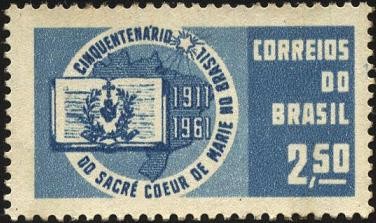 CINQUENTENÁRIO
DO SACRÉ COEUR DE MARIE NO BRASIL
1911
1961
CORREIOS
DO
BRASIL
2,50